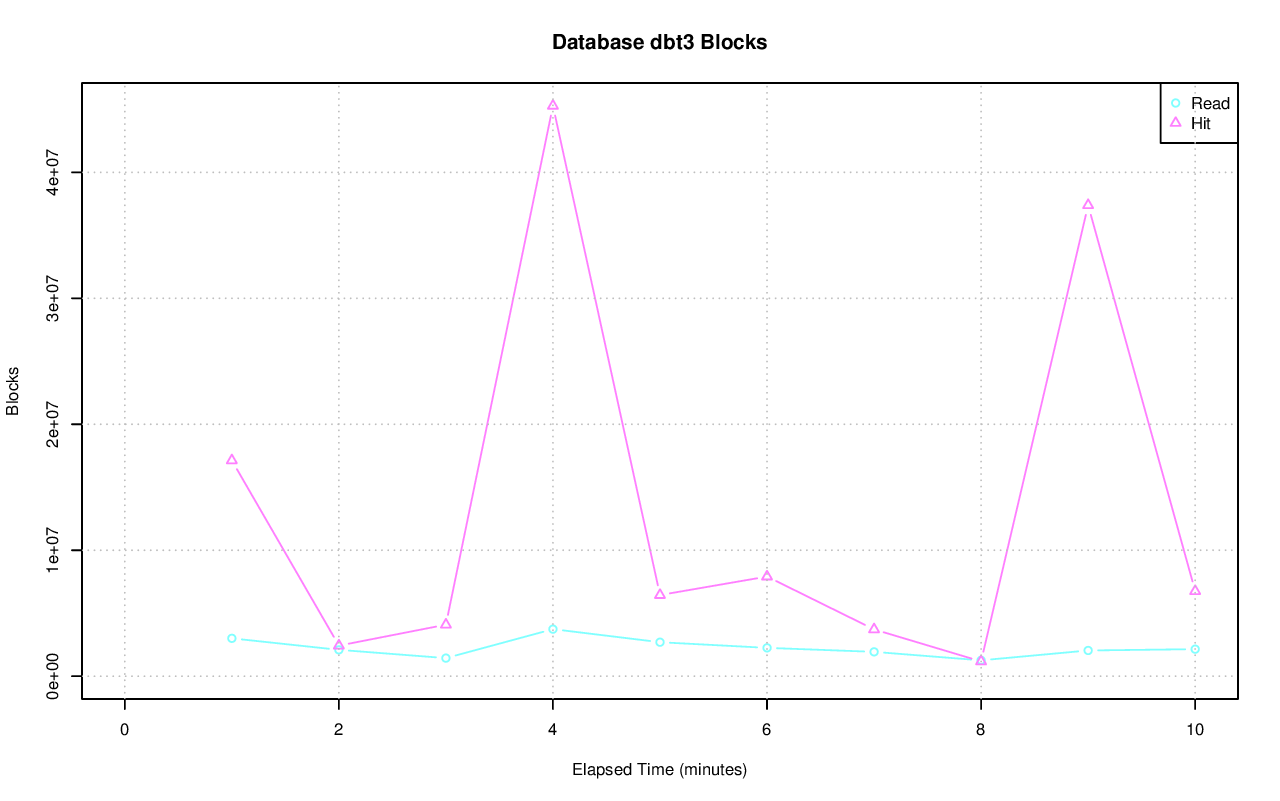 Database dbt3 Blocks
Read
Hit
4e+07
3e+07
2e+07
1e+07
0e+00
Blocks
0 2 4 6 8 10
Elapsed Time (minutes)